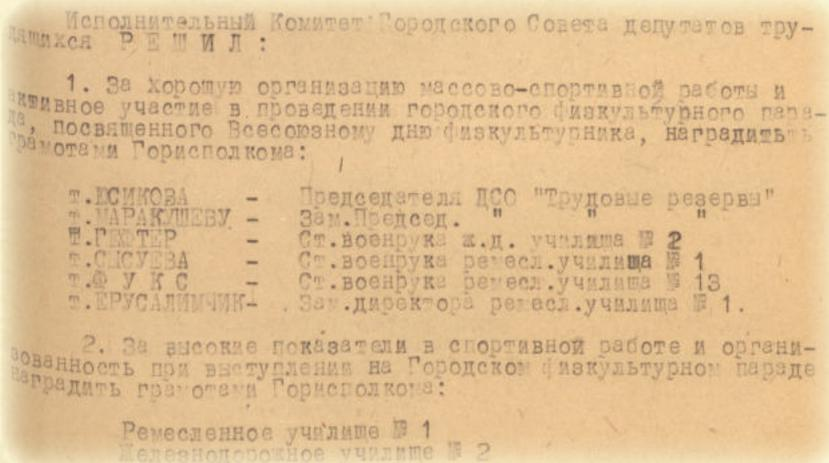 Исполнительный Комитет Городского Совета депутатов тру-
дящихся Р Е Ш И Л :
1. За хорошую организацию массово-спортивной работы и
активное участие в проведении городского физкультурного пара-
да, посвященного Всесоюзному дню физкультурника, наградить
грамотами Горисполкома:
т.ЮСИКОВА - Председателя ДСО "Трудовые резервы"
т.МАРАКУШЕВУ - Зам.Председ. " " "
т.ГЕФТЕР - Ст.военрука ж.д. училища № 2
т.СЫСУЕВА - Ст.военрука ремесл.училища № 1
т.Ф У К С - Ст.военрука ремесл.училища № 13
т.ЕРУСАЛИМЧИК- Зам.директора ремесл.училища № 1.
2. За высокие показатели в спортивной работе и органи-
зованность при выступлении на Городском физкультурном параде
наградить грамотами Горисполкома:
Ремесленное училище № 1
Железнодорожное училище № 2